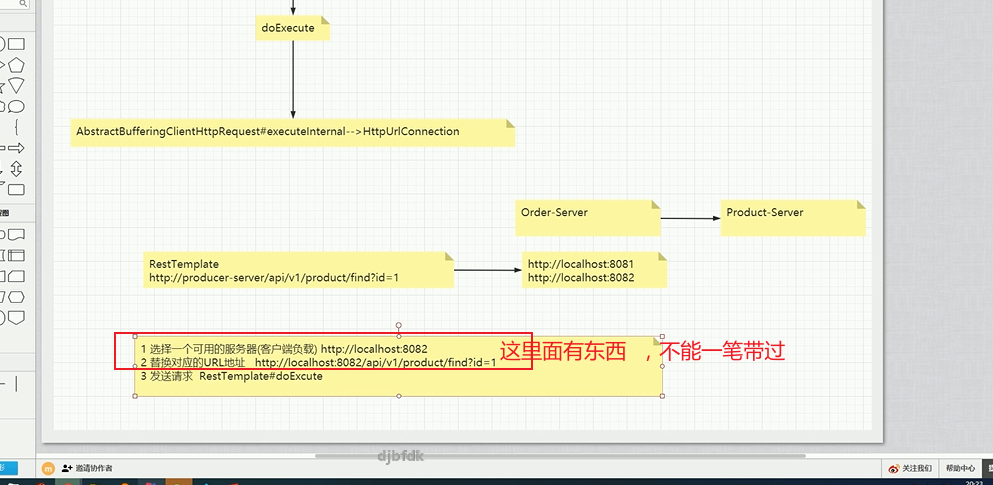 doExecute
AbstractBufferingClientHttpRequest#executeInternal-->HttpUrlConnection
Order-Server
Product-Server
RestTemplate
http://producer-server/api/v1/product/find?id=1
http://localhost:8081
http://localhost:8082
1 选择一个可用的服务器(客户端负载) http://localhost:8082
2 替换对应的URL地址 http://localhost:8082/api/v1/product/find?id=1
3 发送请求 RestTemplate#doExcute
这里面有东西 ，不能一笔带过
djbfdk
m
邀请协作者
关注我们
帮助中心
20:23